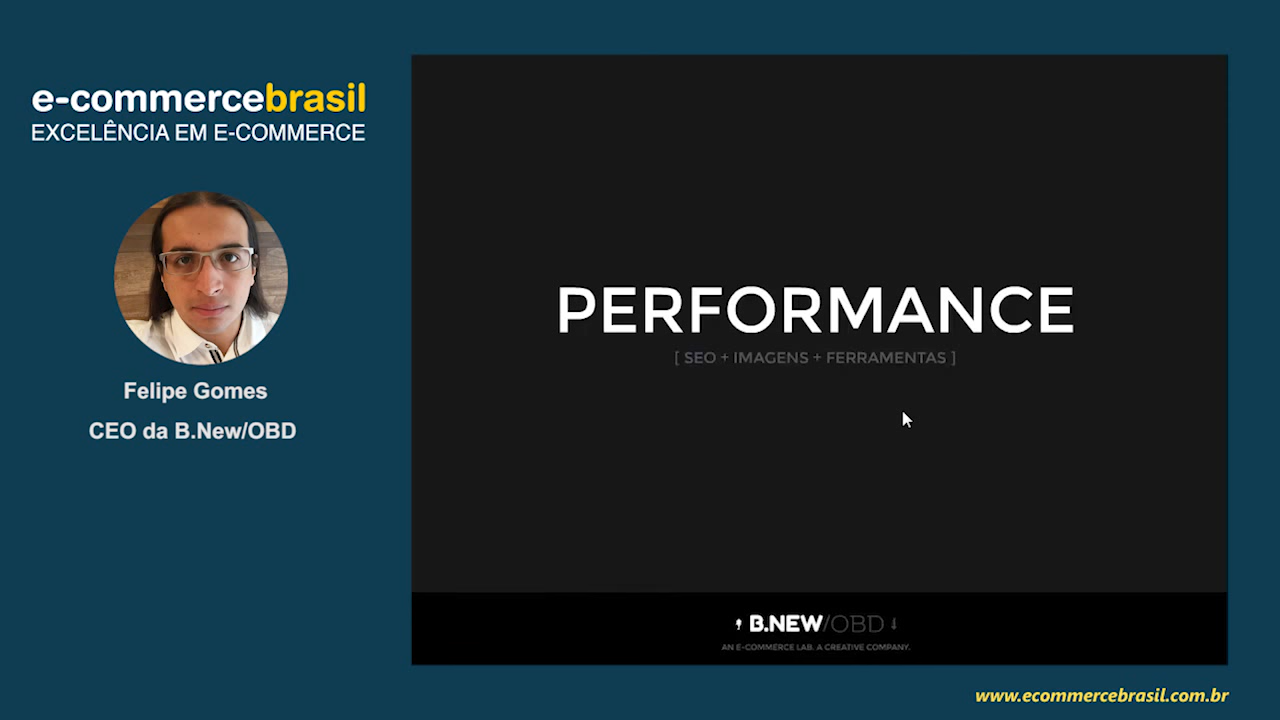 e-commercebrasil
EXCELÊNCIA EM E-COMMERCE
Felipe Gomes
CEO da B.New/OBD
PERFORMANCE
[ SEO + IMAGENS + FERRAMENTAS ]
B.NEW/OBD
AN E-COMMERCE LAB. A CREATIVE COMPANY.
www.ecommercebrasil.com.br